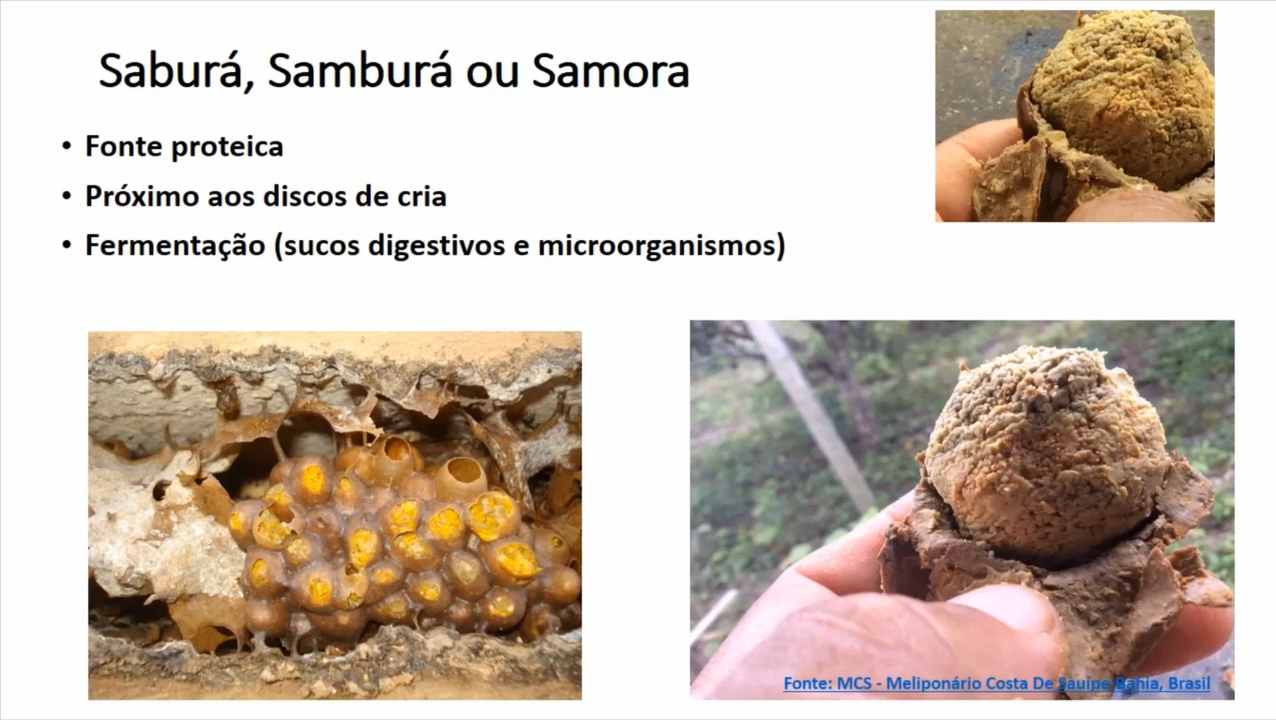 Saburá, Samburá ou Samora
• Fonte proteica
• Próximo aos discos de cria
• Fermentação (sucos digestivos e microorganismos)
Fonte: MCS - Meliponário Costa De Sauípe Bahia, Brasil